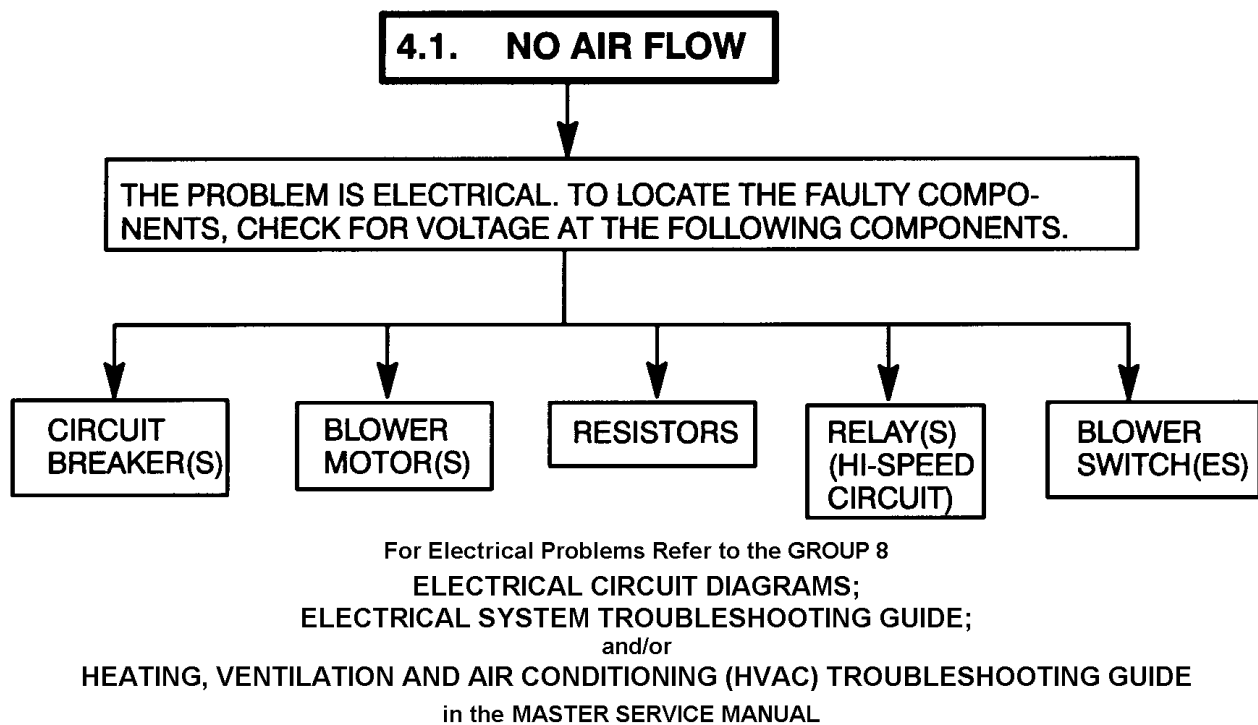 4.1. NO AIR FLOW
THE PROBLEM IS ELECTRICAL. TO LOCATE THE FAULTY COMPO-
NENTS, CHECK FOR VOLTAGE AT THE FOLLOWING COMPONENTS.
CIRCUIT
BREAKER(S)
BLOWER
MOTOR(S)
RESISTORS
RELAY(S)
(HI-SPEED
CIRCUIT)
BLOWER
SWITCH(ES)
For Electrical Problems Refer to the GROUP 8
ELECTRICAL CIRCUIT DIAGRAMS;
ELECTRICAL SYSTEM TROUBLESHOOTING GUIDE;
and/or
HEATING, VENTILATION AND AIR CONDITIONING (HVAC) TROUBLESHOOTING GUIDE
in the MASTER SERVICE MANUAL